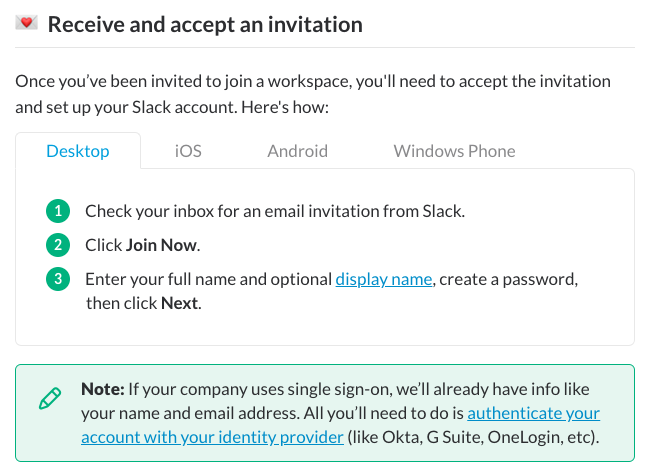 Receive and accept an invitation
Once you’ve been invited to join a workspace, you'll need to accept the invitation
and set up your Slack account. Here's how:
Desktop iOS Android Windows Phone
1 Check your inbox for an email invitation from Slack.
2 Click Join Now.
3 Enter your full name and optional display name, create a password,
then click Next.
Note: If your company uses single sign-on, we’ll already have info like
your name and email address. All you’ll need to do is authenticate your
account with your identity provider (like Okta, G Suite, OneLogin, etc).